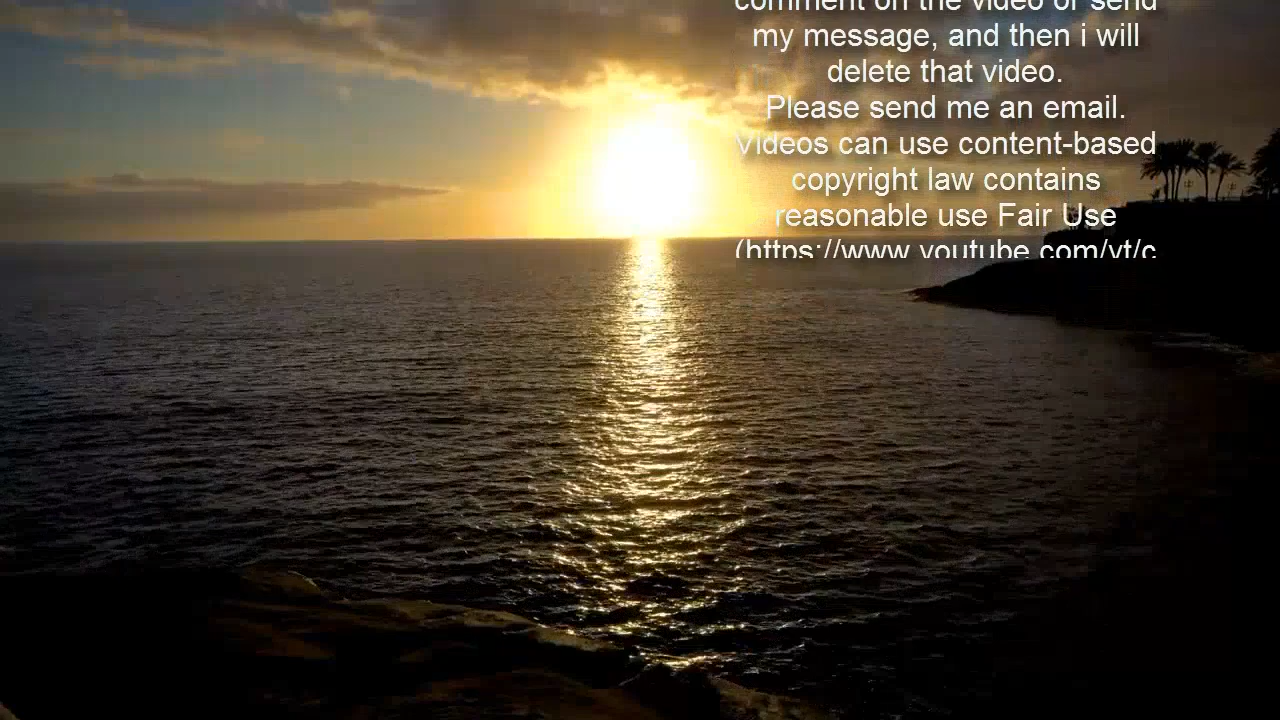 comment on the video or send
my message, and then i will
delete that video.
Please send me an email.
Videos can use content-based
copyright law contains
reasonable use Fair Use
(https://www.youtube.com/yt/c